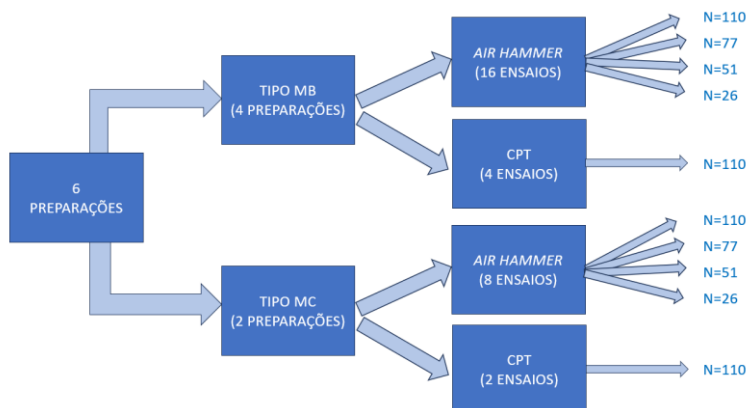 6
PREPARAÇÕES
TIPO MB
(4 PREPARAÇÕES)
AIR HAMMER
(16 ENSAIOS)
N=110
N=77
N=51
N=26
CPT
(4 ENSAIOS)
N=110
TIPO MC
(2 PREPARAÇÕES)
AIR HAMMER
(8 ENSAIOS)
N=110
N=77
N=51
N=26
CPT
(2 ENSAIOS)
N=110